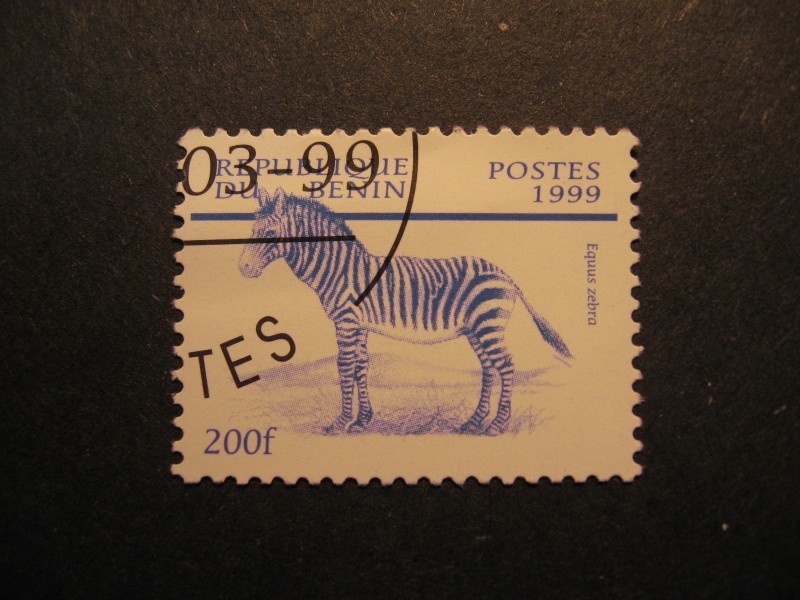 REPUBLIQUE
DU BENIN
POSTES
1999
03-99
Equus zebra
TES
200f